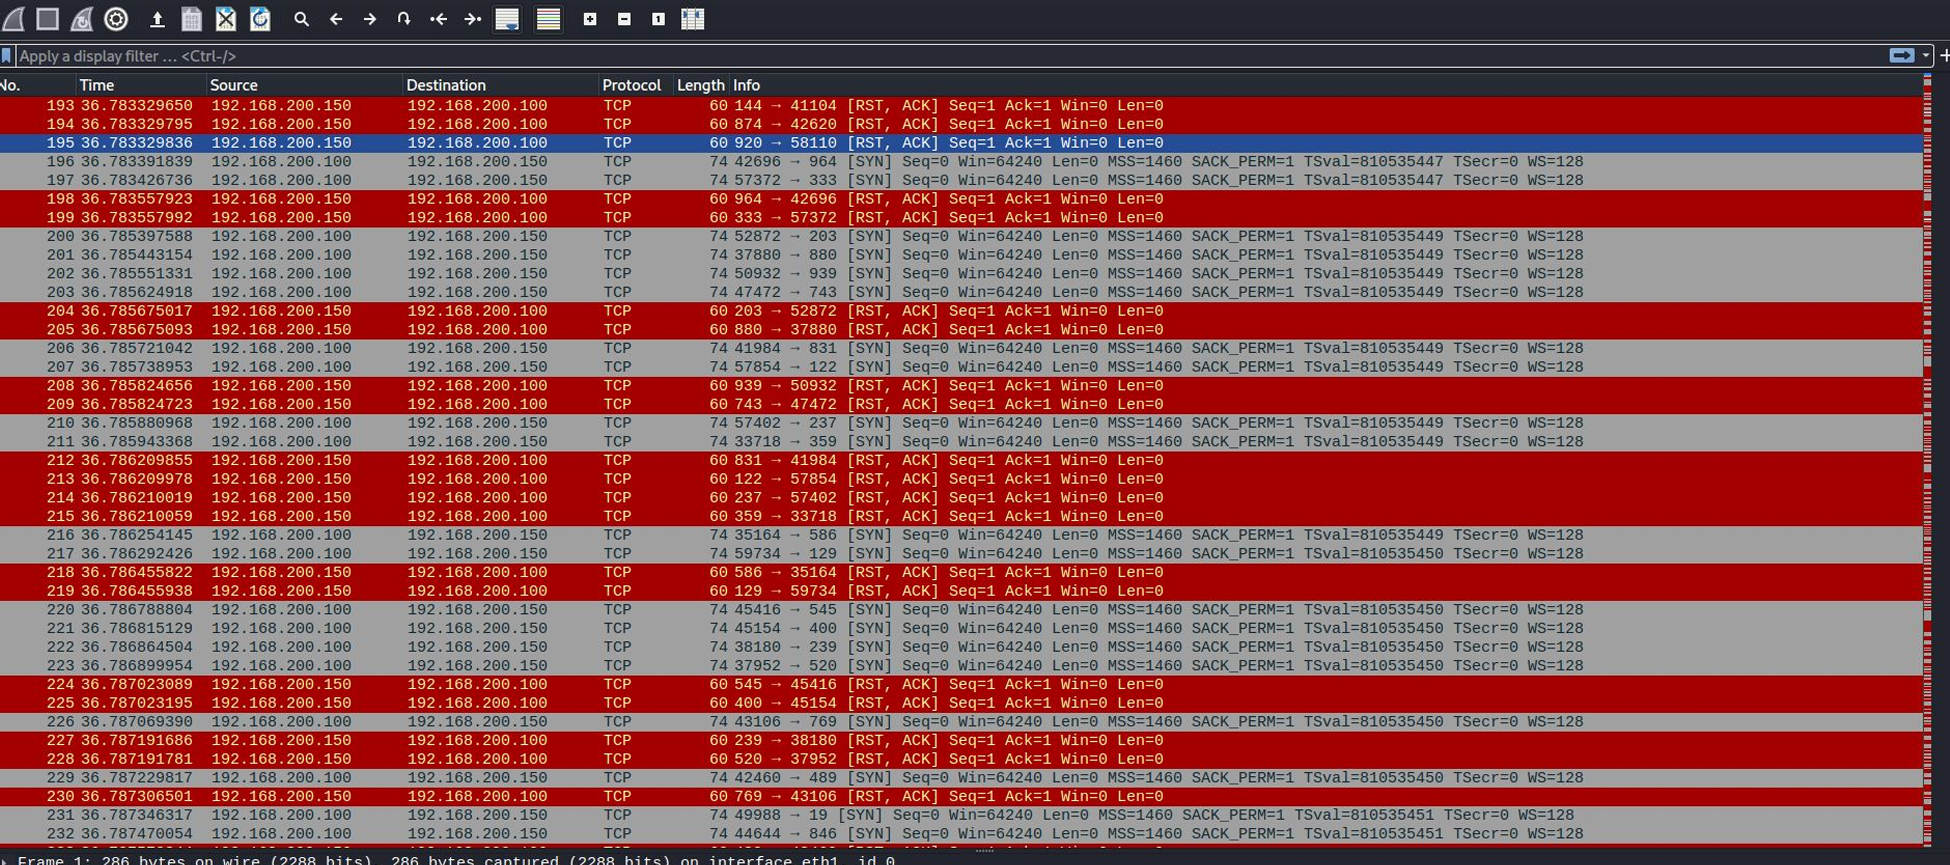 Apply a display filter … <Ctrl-/>
No. Time Source Destination Protocol Length Info
193 36.783329650 192.168.200.150 192.168.200.100 TCP 60 144 → 41104 [RST, ACK] Seq=1 Ack=1 Win=0 Len=0
194 36.783329795 192.168.200.150 192.168.200.100 TCP 60 874 → 42620 [RST, ACK] Seq=1 Ack=1 Win=0 Len=0
195 36.783329836 192.168.200.150 192.168.200.100 TCP 60 920 → 58110 [RST, ACK] Seq=1 Ack=1 Win=0 Len=0
196 36.783391839 192.168.200.100 192.168.200.150 TCP 74 42696 → 964 [SYN] Seq=0 Win=64240 Len=0 MSS=1460 SACK_PERM=1 TSval=810535447 TSecr=0 WS=128
197 36.783426736 192.168.200.100 192.168.200.150 TCP 74 57372 → 333 [SYN] Seq=0 Win=64240 Len=0 MSS=1460 SACK_PERM=1 TSval=810535447 TSecr=0 WS=128
198 36.783557923 192.168.200.150 192.168.200.100 TCP 60 964 → 42696 [RST, ACK] Seq=1 Ack=1 Win=0 Len=0
199 36.783557992 192.168.200.150 192.168.200.100 TCP 60 333 → 57372 [RST, ACK] Seq=1 Ack=1 Win=0 Len=0
200 36.785397588 192.168.200.100 192.168.200.150 TCP 74 52872 → 203 [SYN] Seq=0 Win=64240 Len=0 MSS=1460 SACK_PERM=1 TSval=810535449 TSecr=0 WS=128
201 36.785443154 192.168.200.100 192.168.200.150 TCP 74 37880 → 880 [SYN] Seq=0 Win=64240 Len=0 MSS=1460 SACK_PERM=1 TSval=810535449 TSecr=0 WS=128
202 36.785551331 192.168.200.100 192.168.200.150 TCP 74 50932 → 939 [SYN] Seq=0 Win=64240 Len=0 MSS=1460 SACK_PERM=1 TSval=810535449 TSecr=0 WS=128
203 36.785624918 192.168.200.100 192.168.200.150 TCP 74 47472 → 743 [SYN] Seq=0 Win=64240 Len=0 MSS=1460 SACK_PERM=1 TSval=810535449 TSecr=0 WS=128
204 36.785675017 192.168.200.150 192.168.200.100 TCP 60 203 → 52872 [RST, ACK] Seq=1 Ack=1 Win=0 Len=0
205 36.785675093 192.168.200.150 192.168.200.100 TCP 60 880 → 37880 [RST, ACK] Seq=1 Ack=1 Win=0 Len=0
206 36.785721042 192.168.200.100 192.168.200.150 TCP 74 41984 → 831 [SYN] Seq=0 Win=64240 Len=0 MSS=1460 SACK_PERM=1 TSval=810535449 TSecr=0 WS=128
207 36.785738953 192.168.200.100 192.168.200.150 TCP 74 57854 → 122 [SYN] Seq=0 Win=64240 Len=0 MSS=1460 SACK_PERM=1 TSval=810535449 TSecr=0 WS=128
208 36.785824656 192.168.200.150 192.168.200.100 TCP 60 939 → 50932 [RST, ACK] Seq=1 Ack=1 Win=0 Len=0
209 36.785824723 192.168.200.150 192.168.200.100 TCP 60 743 → 47472 [RST, ACK] Seq=1 Ack=1 Win=0 Len=0
210 36.785880968 192.168.200.100 192.168.200.150 TCP 74 57402 → 237 [SYN] Seq=0 Win=64240 Len=0 MSS=1460 SACK_PERM=1 TSval=810535449 TSecr=0 WS=128
211 36.785943368 192.168.200.100 192.168.200.150 TCP 74 33718 → 359 [SYN] Seq=0 Win=64240 Len=0 MSS=1460 SACK_PERM=1 TSval=810535449 TSecr=0 WS=128
212 36.786209855 192.168.200.150 192.168.200.100 TCP 60 831 → 41984 [RST, ACK] Seq=1 Ack=1 Win=0 Len=0
213 36.786209978 192.168.200.150 192.168.200.100 TCP 60 122 → 57854 [RST, ACK] Seq=1 Ack=1 Win=0 Len=0
214 36.786210019 192.168.200.150 192.168.200.100 TCP 60 237 → 57402 [RST, ACK] Seq=1 Ack=1 Win=0 Len=0
215 36.786210059 192.168.200.150 192.168.200.100 TCP 60 359 → 33718 [RST, ACK] Seq=1 Ack=1 Win=0 Len=0
216 36.786254145 192.168.200.100 192.168.200.150 TCP 74 35164 → 586 [SYN] Seq=0 Win=64240 Len=0 MSS=1460 SACK_PERM=1 TSval=810535449 TSecr=0 WS=128
217 36.786292426 192.168.200.100 192.168.200.150 TCP 74 59734 → 129 [SYN] Seq=0 Win=64240 Len=0 MSS=1460 SACK_PERM=1 TSval=810535450 TSecr=0 WS=128
218 36.786455822 192.168.200.150 192.168.200.100 TCP 60 586 → 35164 [RST, ACK] Seq=1 Ack=1 Win=0 Len=0
219 36.786455938 192.168.200.150 192.168.200.100 TCP 60 129 → 59734 [RST, ACK] Seq=1 Ack=1 Win=0 Len=0
220 36.786788804 192.168.200.100 192.168.200.150 TCP 74 45416 → 545 [SYN] Seq=0 Win=64240 Len=0 MSS=1460 SACK_PERM=1 TSval=810535450 TSecr=0 WS=128
221 36.786815129 192.168.200.100 192.168.200.150 TCP 74 45154 → 400 [SYN] Seq=0 Win=64240 Len=0 MSS=1460 SACK_PERM=1 TSval=810535450 TSecr=0 WS=128
222 36.786864504 192.168.200.100 192.168.200.150 TCP 74 38180 → 239 [SYN] Seq=0 Win=64240 Len=0 MSS=1460 SACK_PERM=1 TSval=810535450 TSecr=0 WS=128
223 36.786899954 192.168.200.100 192.168.200.150 TCP 74 37952 → 520 [SYN] Seq=0 Win=64240 Len=0 MSS=1460 SACK_PERM=1 TSval=810535450 TSecr=0 WS=128
224 36.787023089 192.168.200.150 192.168.200.100 TCP 60 545 → 45416 [RST, ACK] Seq=1 Ack=1 Win=0 Len=0
225 36.787023195 192.168.200.150 192.168.200.100 TCP 60 400 → 45154 [RST, ACK] Seq=1 Ack=1 Win=0 Len=0
226 36.787069390 192.168.200.100 192.168.200.150 TCP 74 43106 → 769 [SYN] Seq=0 Win=64240 Len=0 MSS=1460 SACK_PERM=1 TSval=810535450 TSecr=0 WS=128
227 36.787191686 192.168.200.150 192.168.200.100 TCP 60 239 → 38180 [RST, ACK] Seq=1 Ack=1 Win=0 Len=0
228 36.787191781 192.168.200.150 192.168.200.100 TCP 60 520 → 37952 [RST, ACK] Seq=1 Ack=1 Win=0 Len=0
229 36.787229817 192.168.200.100 192.168.200.150 TCP 74 42460 → 489 [SYN] Seq=0 Win=64240 Len=0 MSS=1460 SACK_PERM=1 TSval=810535450 TSecr=0 WS=128
230 36.787306501 192.168.200.150 192.168.200.100 TCP 60 769 → 43106 [RST, ACK] Seq=1 Ack=1 Win=0 Len=0
231 36.787346317 192.168.200.100 192.168.200.150 TCP 74 49988 → 19 [SYN] Seq=0 Win=64240 Len=0 MSS=1460 SACK_PERM=1 TSval=810535451 TSecr=0 WS=128
232 36.787470054 192.168.200.100 192.168.200.150 TCP 74 44644 → 846 [SYN] Seq=0 Win=64240 Len=0 MSS=1460 SACK_PERM=1 TSval=810535451 TSecr=0 WS=128
Frame 1: 286 bytes on wire (2288 bits), 286 bytes captured (2288 bits) on interface eth1, id 0